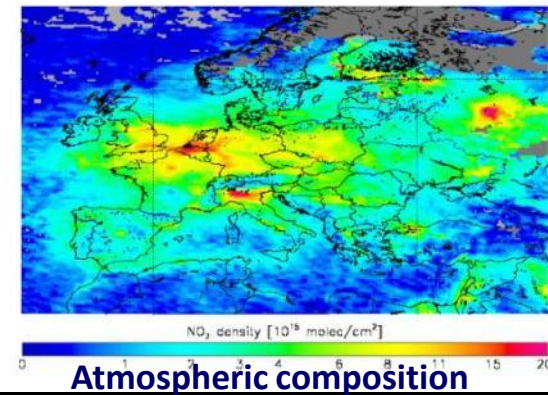 NO₂ density [10¹⁵ molec/cm²]
0 1 2 3 4 6 8 11 15 20
Atmospheric composition